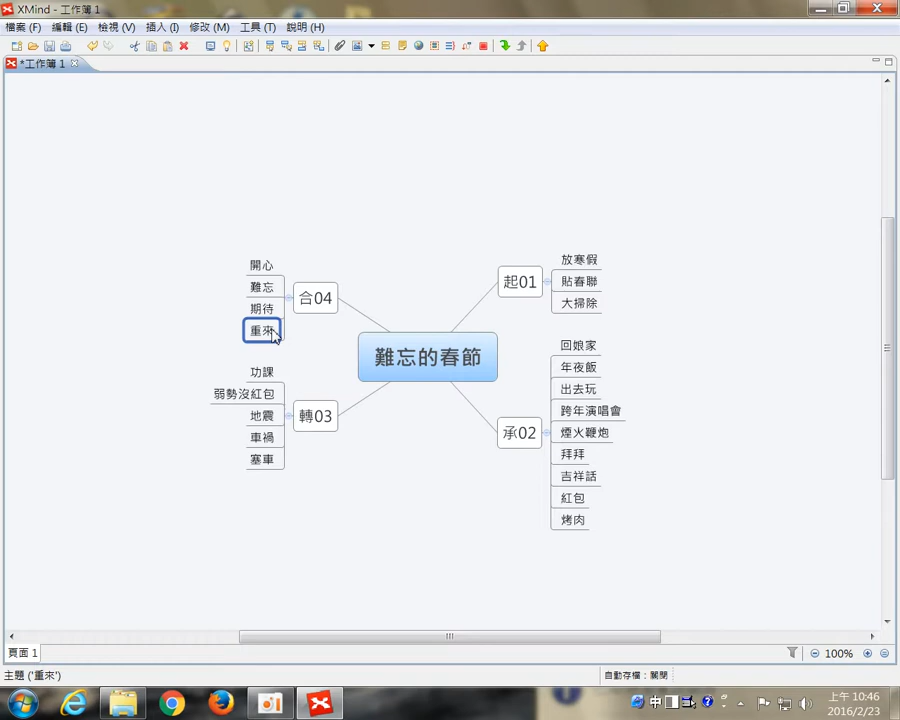 XMind - 工作簿 1
檔案 (F) 編輯 (E) 檢視 (V) 插入 (I) 修改 (M) 工具 (T) 說明 (H)
*工作簿 1
難忘的春節
起01
放寒假
貼春聯
大掃除
承02
回娘家
年夜飯
出去玩
跨年演唱會
煙火鞭炮
拜拜
吉祥話
紅包
烤肉
轉03
功課
弱勢沒紅包
地震
車禍
塞車
合04
開心
難忘
期待
重來
頁面 1
100%
主題 ('重來')
自動存檔：關閉
中
上午 10:46
2016/2/23